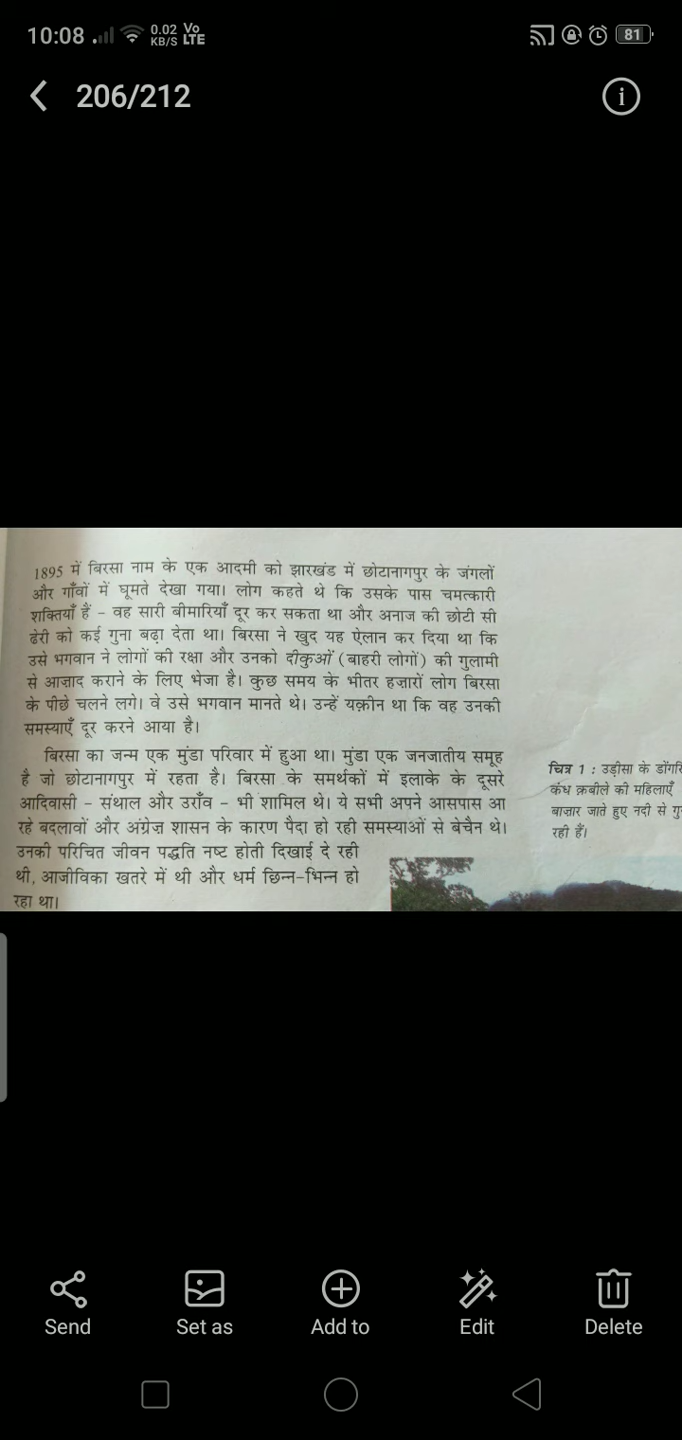 10:08
0.02 KB/S
Vo LTE
81
206/212
1895 में बिरसा नाम के एक आदमी को झारखंड में छोटानागपुर के जंगलों
और गाँवों में घूमते देखा गया। लोग कहते थे कि उसके पास चमत्कारी
शक्तियाँ हैं – वह सारी बीमारियाँ दूर कर सकता था और अनाज की छोटी सी
ढेरी को कई गुना बढ़ा देता था। बिरसा ने खुद यह ऐलान कर दिया था कि
उसे भगवान ने लोगों की रक्षा और उनको दीकुओं (बाहरी लोगों) की गुलामी
से आज़ाद कराने के लिए भेजा है। कुछ समय के भीतर हज़ारों लोग बिरसा
के पीछे चलने लगे। वे उसे भगवान मानते थे। उन्हें यक़ीन था कि वह उनकी
समस्याएँ दूर करने आया है।
बिरसा का जन्म एक मुंडा परिवार में हुआ था। मुंडा एक जनजातीय समूह
है जो छोटानागपुर में रहता है। बिरसा के समर्थकों में इलाके के दूसरे
आदिवासी – संथाल और उराँव – भी शामिल थे। ये सभी अपने आसपास आ
रहे बदलावों और अंग्रेज़ शासन के कारण पैदा हो रही समस्याओं से बेचैन थे।
उनकी परिचित जीवन पद्धति नष्ट होती दिखाई दे रही
थी, आजीविका खतरे में थी और धर्म छिन्न-भिन्न हो
रहा था।
चित्र 1 : उड़ीसा के डोंगरि
कंध क़बीले की महिलाएँ
बाज़ार जाते हुए नदी से गु
रही हैं।
Send
Set as
Add to
Edit
Delete